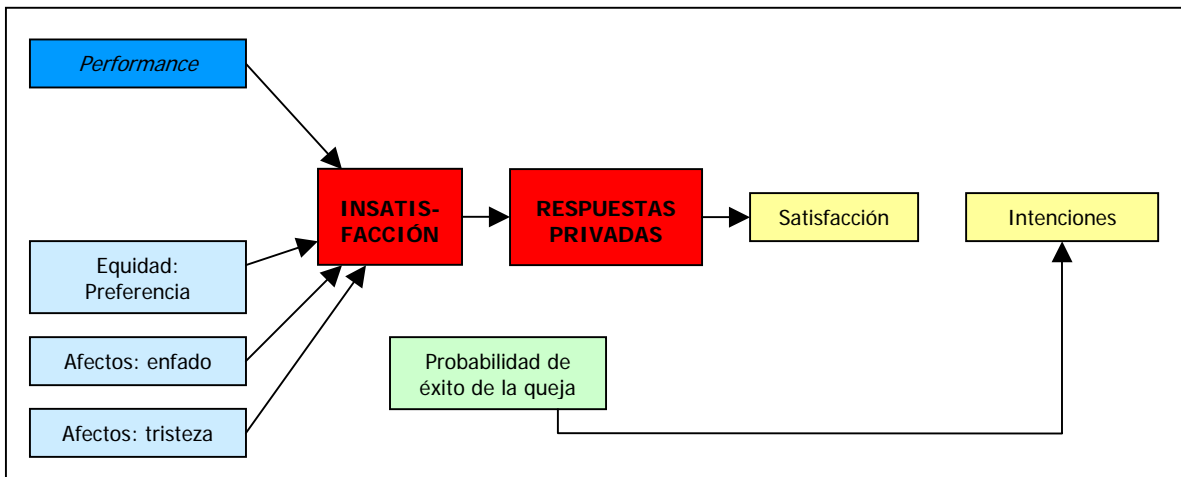 Performance
INSATIS-
FACCIÓN
RESPUESTAS
PRIVADAS
Satisfacción
Intenciones
Equidad:
Preferencia
Afectos: enfado
Probabilidad de
éxito de la queja
Afectos: tristeza